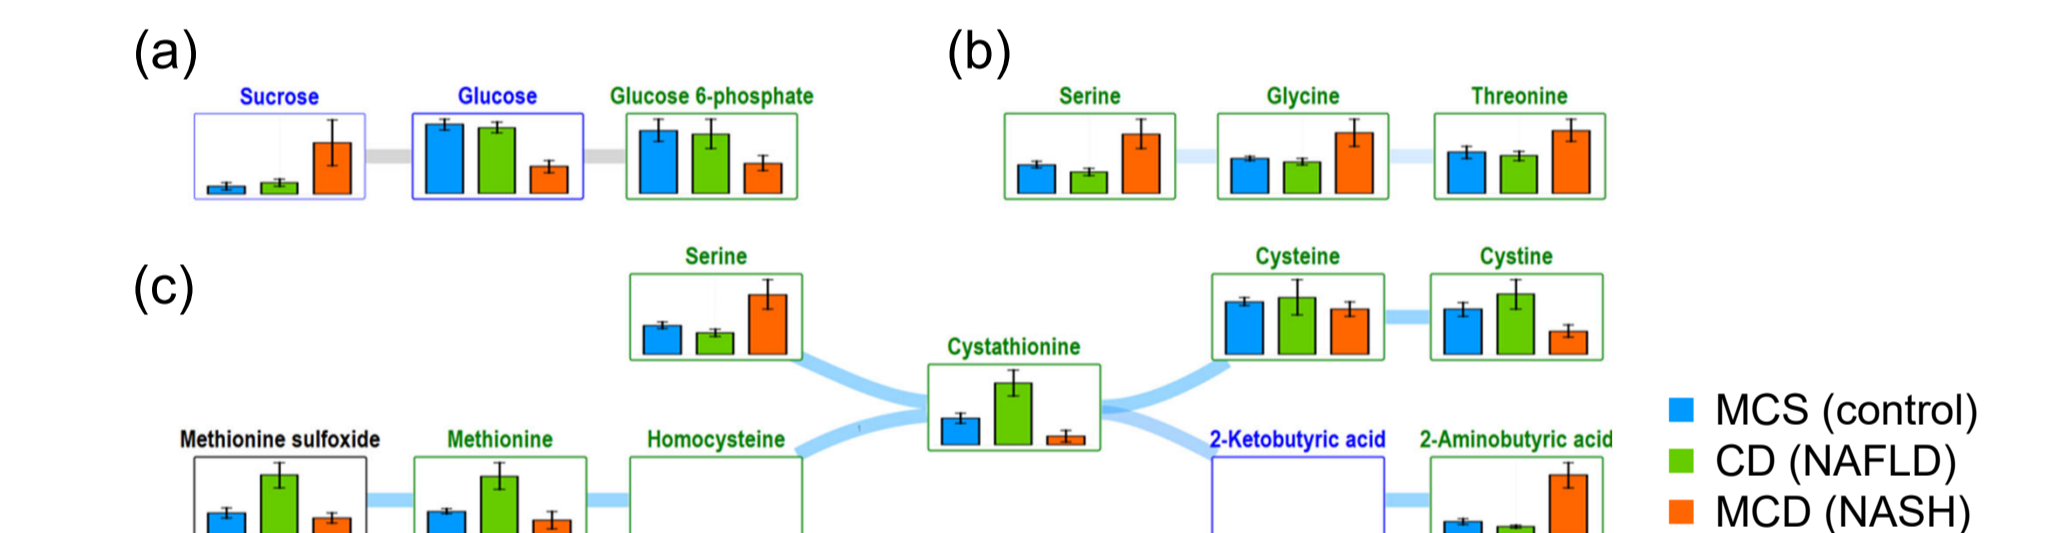 (a)
(b)
Sucrose
Glucose
Glucose 6-phosphate
Serine
Glycine
Threonine
(c)
Serine
Cysteine
Cystine
Cystathionine
Methionine sulfoxide
Methionine
Homocysteine
2-Ketobutyric acid
2-Aminobutyric acid
MCS (control)
CD (NAFLD)
MCD (NASH)